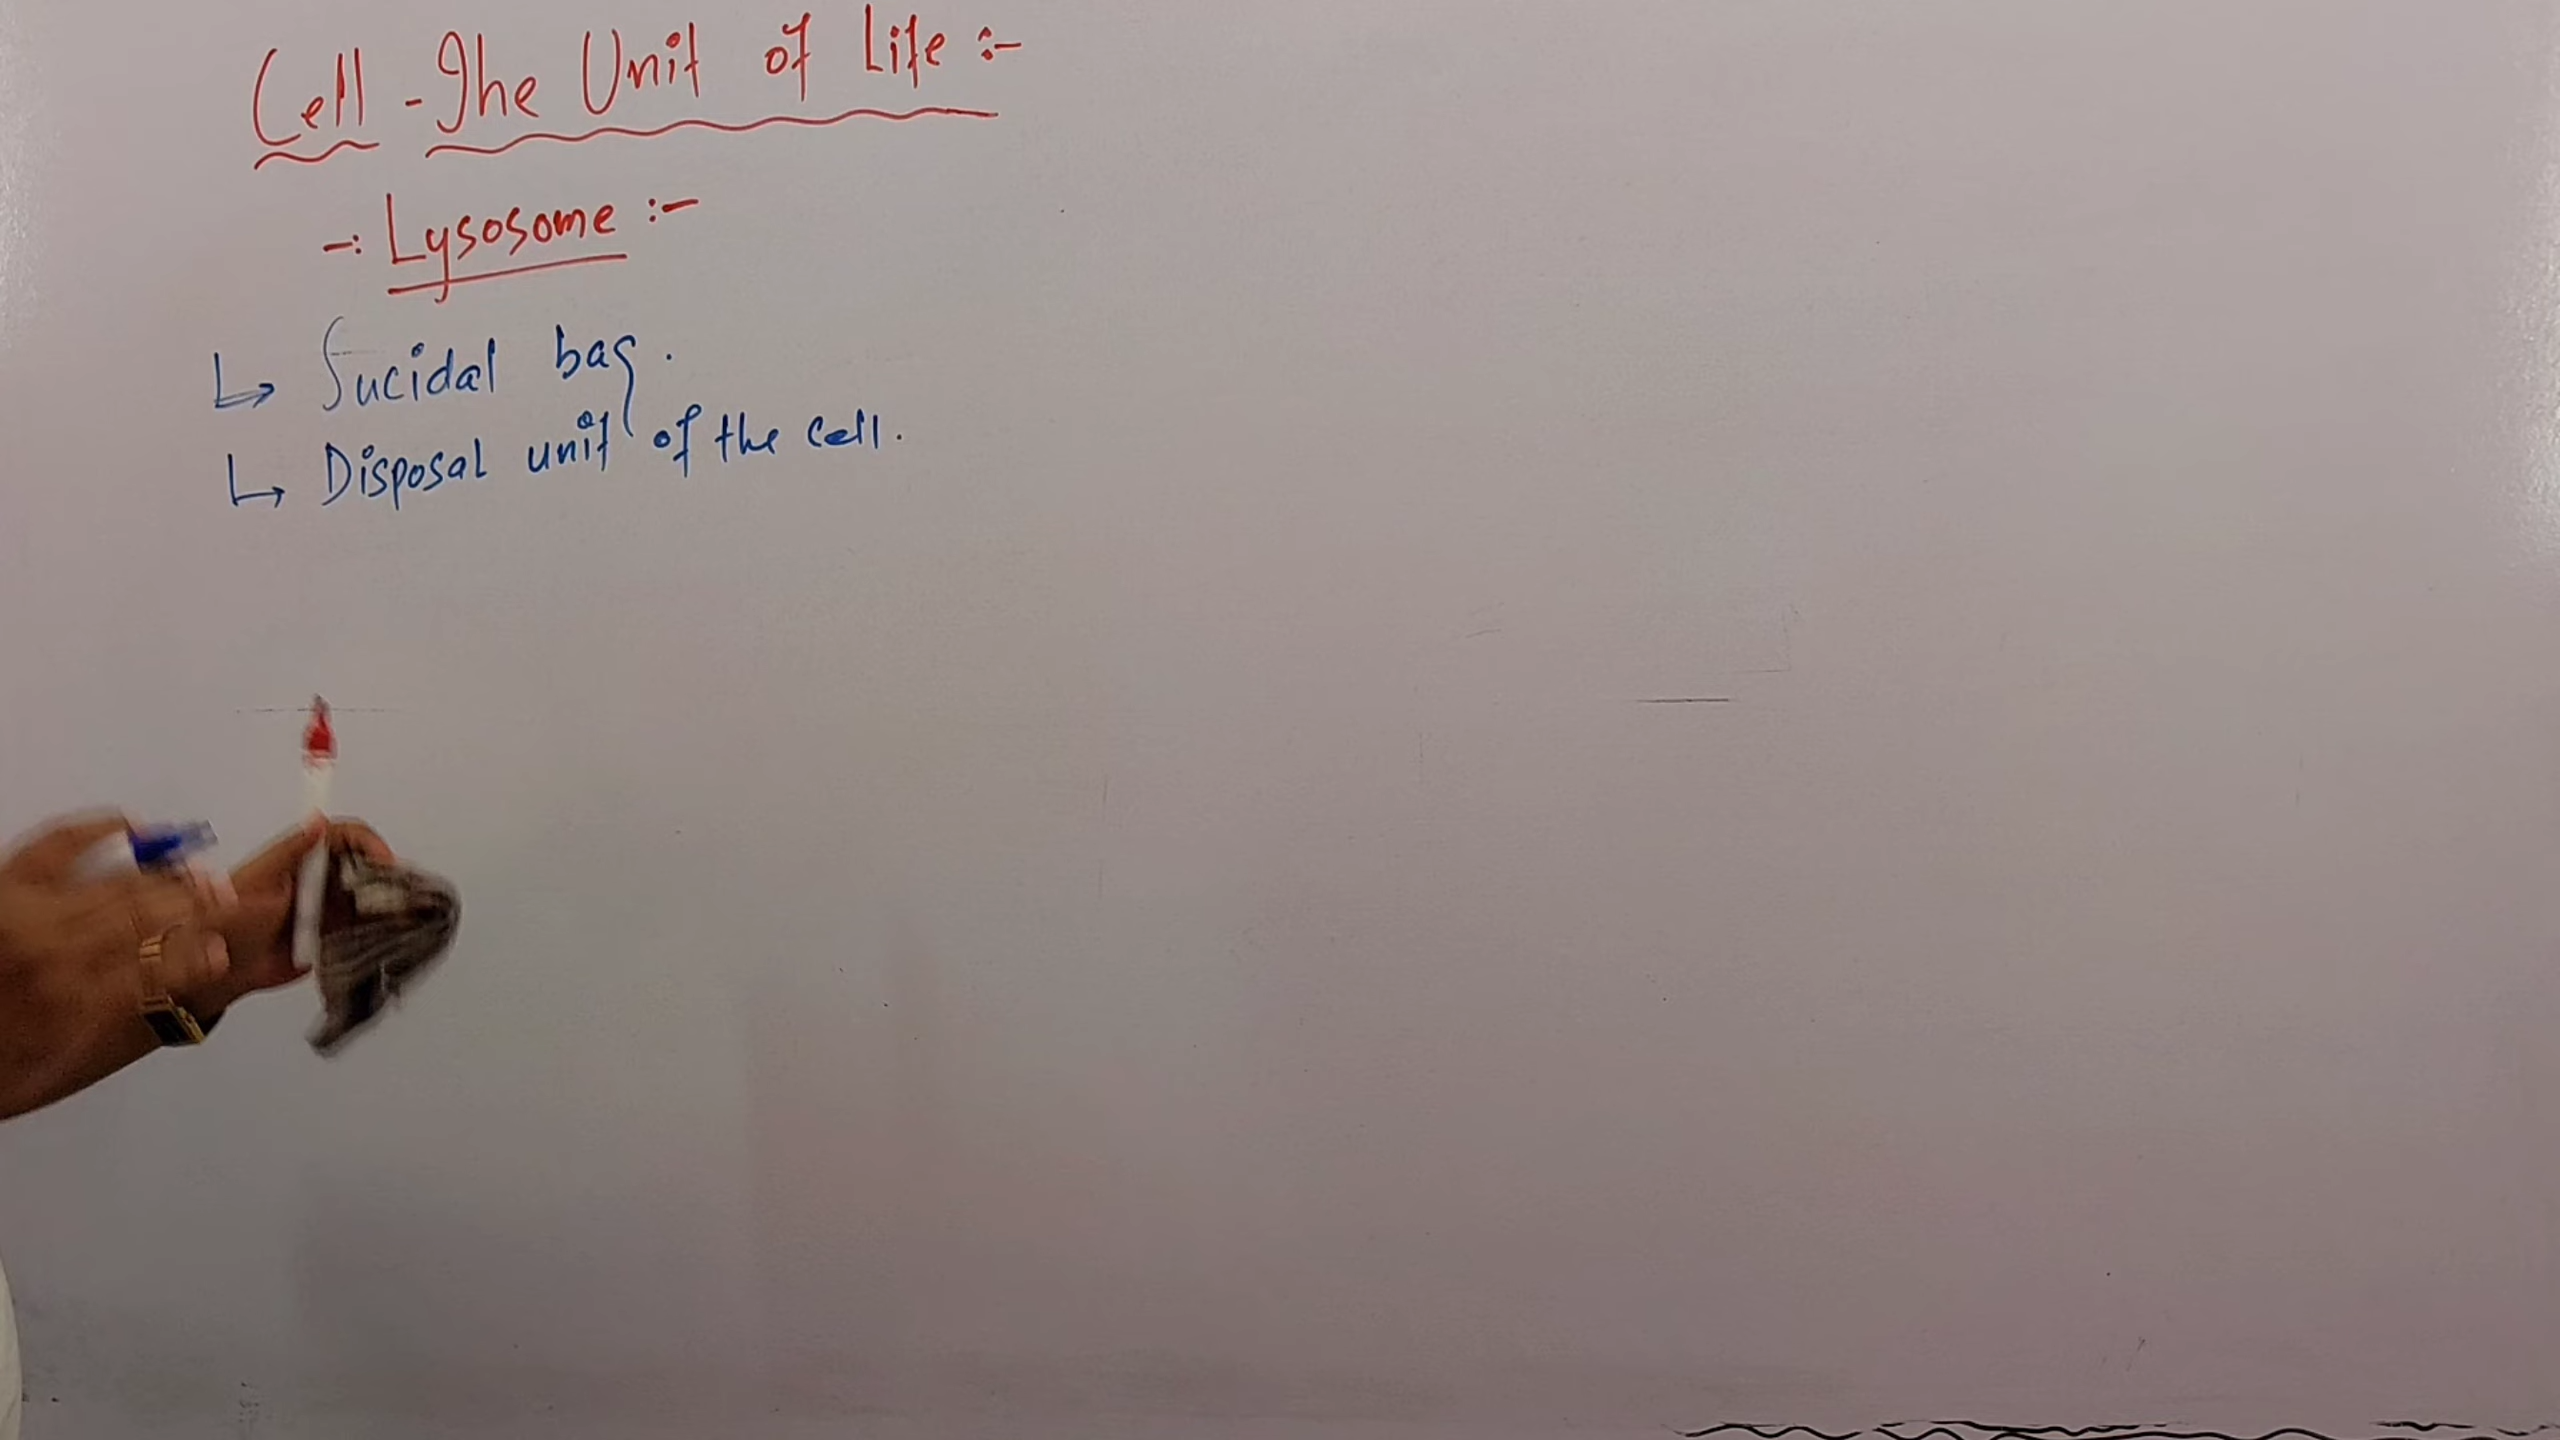 Cell - The Unit of Life :-
-: Lysosome :-
↳ Sucidal bag.
↳ Disposal unit of the cell.